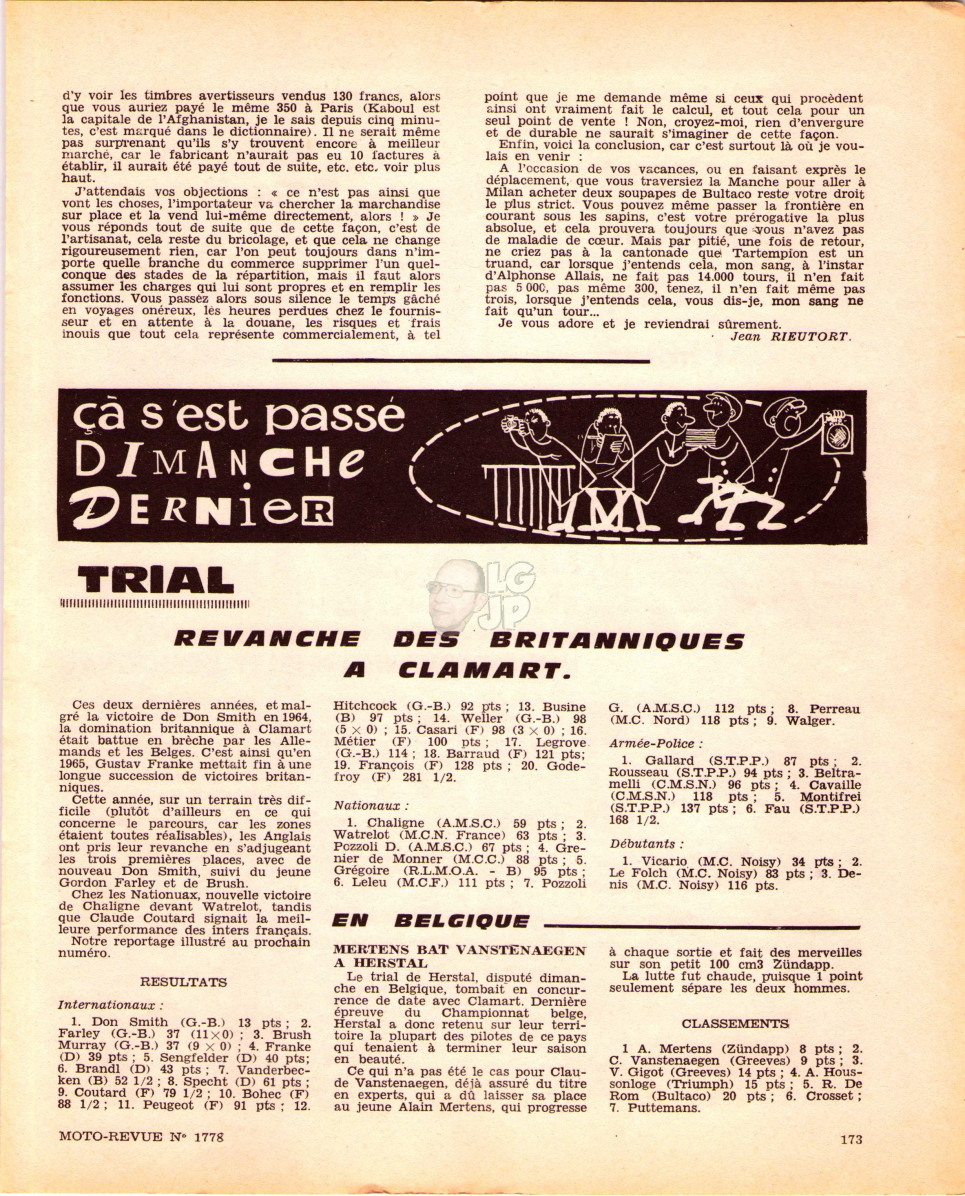 d'y voir les timbres avertisseurs vendus 130 francs, alors
que vous auriez payé le même 350 à Paris (Kaboul est
la capitale de l'Afghanistan, je le sais depuis cinq minu-
tes, c'est marqué dans le dictionnaire). Il ne serait même
pas surprenant qu'ils s'y trouvent encore à meilleur
marché, car le fabricant n'aurait pas eu 10 factures à
établir, il aurait été payé tout de suite, etc. etc. voir plus
haut.
J'attendais vos objections : « ce n'est pas ainsi que
vont les choses, l'importateur va chercher la marchandise
sur place et la vend lui-même directement, alors ! » Je
vous réponds tout de suite que de cette façon, c'est de
l'artisanat, cela reste du bricolage, et que cela ne change
rigoureusement rien, car l'on peut toujours dans n'im-
porte quelle branche du commerce supprimer l'un quel-
conque des stades de la répartition, mais il faut alors
assumer les charges qui lui sont propres et en remplir les
fonctions. Vous passez alors sous silence le temps gâché
en voyages onéreux, les heures perdues chez le fournis-
seur et en attente à la douane, les risques et frais
inouis que tout cela représente commercialement, à tel
point que je me demande même si ceux qui procèdent
ainsi ont vraiment fait le calcul, et tout cela pour un
seul point de vente ! Non, croyez-moi, rien d'envergure
et de durable ne saurait s'imaginer de cette façon.
Enfin, voici la conclusion, car c'est surtout là où je vou-
lais en venir :
A l'occasion de vos vacances, ou en faisant exprès le
déplacement, que vous traversiez la Manche pour aller à
Milan acheter deux soupapes de Bultaco reste votre droit
le plus strict. Vous pouvez même passer la frontière en
courant sous les sapins, c'est votre prérogative la plus
absolue, et cela prouvera toujours que vous n'avez pas
de maladie de cœur. Mais par pitié, une fois de retour,
ne criez pas à la cantonade que Tartempion est un
truand, car lorsque j'entends cela, mon sang, à l'instar
d'Alphonse Allais, ne fait pas 14.000 tours, il n'en fait
pas 5 000, pas même 300, tenez, il n'en fait même pas
trois, lorsque j'entends cela, vous dis-je, mon sang ne
fait qu'un tour...
Je vous adore et je reviendrai sûrement.
Jean RIEUTORT.
çà s'est passé
DIMANCHE
DERNIER
TRIAL
LG
JP
REVANCHE DES BRITANNIQUES
A CLAMART.
Ces deux dernières années, et mal-
gré la victoire de Don Smith en 1964,
la domination britannique à Clamart
était battue en brèche par les Alle-
mands et les Belges. C'est ainsi qu'en
1965, Gustav Franke mettait fin à une
longue succession de victoires britan-
niques.
Cette année, sur un terrain très dif-
ficile (plutôt d'ailleurs en ce qui
concerne le parcours, car les zones
étaient toutes réalisables), les Anglais
ont pris leur revanche en s'adjugeant
les trois premières places, avec de
nouveau Don Smith, suivi du jeune
Gordon Farley et de Brush.
Chez les Nationuax, nouvelle victoire
de Chaligne devant Watrelot, tandis
que Claude Coutard signait la meil-
leure performance des inters français.
Notre reportage illustré au prochain
numéro.
RESULTATS
Internationaux :
1. Don Smith (G.-B.) 13 pts ; 2.
Farley (G.-B.) 37 (11×0) ; 3. Brush
Murray (G.-B.) 37 (9 × 0) ; 4. Franke
(D) 39 pts ; 5. Sengfelder (D) 40 pts;
6. Brandl (D) 43 pts ; 7. Vanderbec-
ken (B) 52 1/2 ; 8. Specht (D) 61 pts ;
9. Coutard (F) 79 1/2 ; 10. Bohec (F)
88 1/2 ; 11. Peugeot (F) 91 pts ; 12.
Hitchcock (G.-B.) 92 pts ; 13. Busine
(B) 97 pts ; 14. Weller (G.-B.) 98
(5 × 0) ; 15. Casari (F) 98 (3 × 0) ; 16.
Métier (F) 100 pts ; 17. Legrove
(G.-B.) 114 ; 18. Barraud (F) 121 pts;
19. François (F) 128 pts ; 20. Gode-
froy (F) 281 1/2.
Nationaux :
1. Chaligne (A.M.S.C.) 59 pts ; 2.
Watrelot (M.C.N. France) 63 pts ; 3.
Pozzoli D. (A.M.S.C.) 67 pts ; 4. Gre-
nier de Monner (M.C.C.) 88 pts ; 5.
Grégoire (R.L.M.O.A. - B) 95 pts ;
6. Leleu (M.C.F.) 111 pts ; 7. Pozzoli
G. (A.M.S.C.) 112 pts ; 8. Perreau
(M.C. Nord) 118 pts ; 9. Walger.
Armée-Police :
1. Gallard (S.T.P.P.) 87 pts ; 2.
Rousseau (S.T.P.P.) 94 pts ; 3. Beltra-
melli (C.M.S.N.) 96 pts ; 4. Cavaille
(C.M.S.N.) 118 pts ; 5. Montifrei
(S.T.P.P.) 137 pts ; 6. Fau (S.T.P.P.)
168 1/2.
Débutants :
1. Vicario (M.C. Noisy) 34 pts ; 2.
Le Folch (M.C. Noisy) 83 pts ; 3. De-
nis (M.C. Noisy) 116 pts.
EN BELGIQUE
MERTENS BAT VANSTENAEGEN
A HERSTAL
Le trial de Herstal, disputé diman-
che en Belgique, tombait en concur-
rence de date avec Clamart. Dernière
épreuve du Championnat belge,
Herstal a donc retenu sur leur terri-
toire la plupart des pilotes de ce pays
qui tenaient à terminer leur saison
en beauté.
Ce qui n'a pas été le cas pour Clau-
de Vanstenaegen, déjà assuré du titre
en experts, qui a dû laisser sa place
au jeune Alain Mertens, qui progresse
à chaque sortie et fait des merveilles
sur son petit 100 cm3 Zündapp.
La lutte fut chaude, puisque 1 point
seulement sépare les deux hommes.
CLASSEMENTS
1 A. Mertens (Zündapp) 8 pts ; 2.
C. Vanstenaegen (Greeves) 9 pts ; 3.
V. Gigot (Greeves) 14 pts ; 4. A. Hous-
sonloge (Triumph) 15 pts ; 5. R. De
Rom (Bultaco) 20 pts ; 6. Crosset ;
7. Puttemans.
MOTO-REVUE N° 1778
173